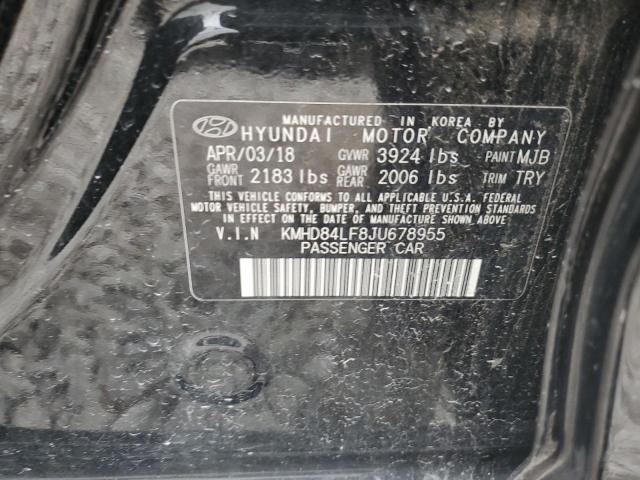 MANUFACTURED IN KOREA BY
HYUNDAI MOTOR COMPANY
APR/03/18 GVWR 3924 lbs PAINT MJB
GAWR FRONT 2183 lbs GAWR REAR 2006 lbs TRIM TRY
THIS VEHICLE CONFORMS TO ALL APPLICABLE U.S.A. FEDERAL
MOTOR VEHICLE SAFETY, BUMPER, AND THEFT PREVENTION STANDARDS
IN EFFECT ON THE DATE OF MANUFACTURE SHOWN ABOVE.
V.I.N KMHD84LF8JU678955
PASSENGER CAR